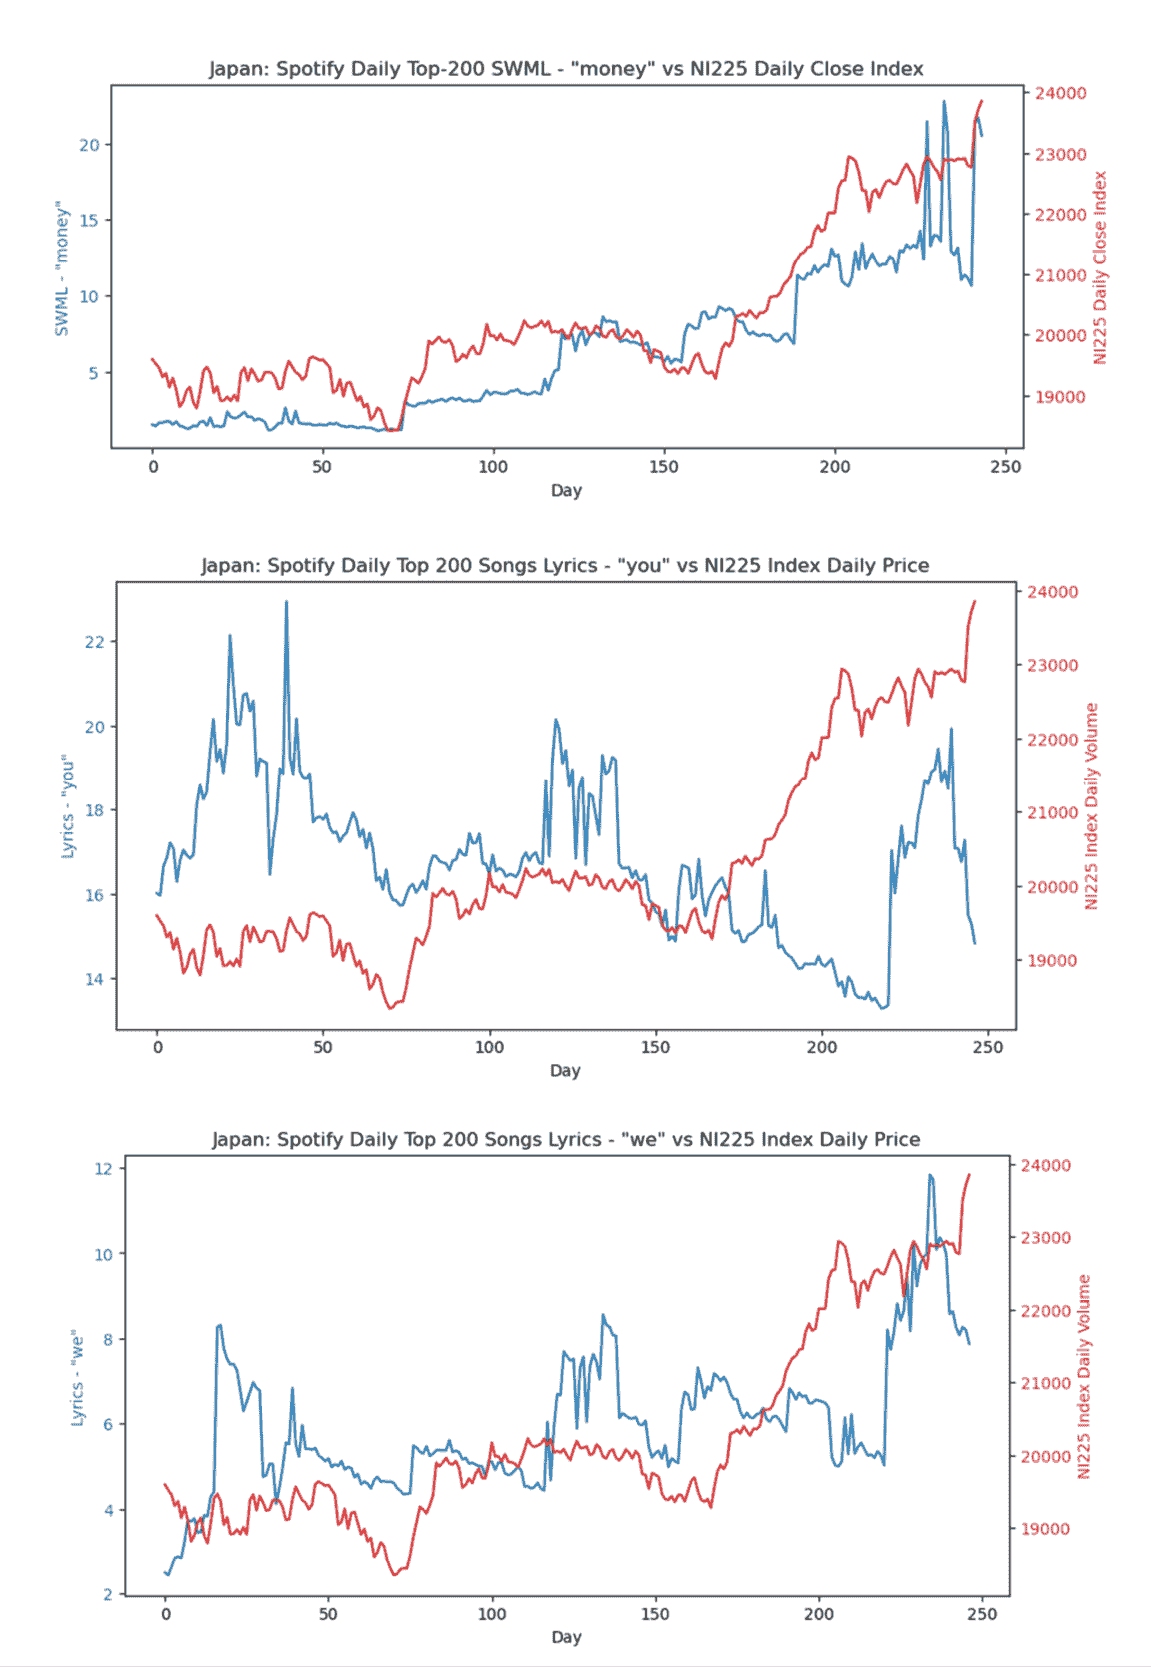 Japan: Spotify Daily Top-200 SWML - "money" vs NI225 Daily Close Index
SWML - "money"
20
15
10
5
24000
23000
22000
21000
20000
19000
NI225 Daily Close Index
0 50 100 150 200 250
Day
Japan: Spotify Daily Top 200 Songs Lyrics - "you" vs NI225 Index Daily Price
Lyrics - "you"
22
20
18
16
14
24000
23000
22000
21000
20000
19000
NI225 Index Daily Volume
0 50 100 150 200 250
Day
Japan: Spotify Daily Top 200 Songs Lyrics - "we" vs NI225 Index Daily Price
Lyrics - "we"
12
10
8
6
4
2
24000
23000
22000
21000
20000
19000
NI225 Index Daily Volume
0 50 100 150 200 250
Day